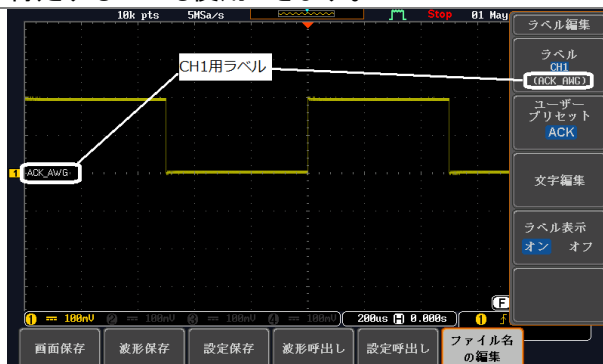 10k pts 5MSa/s Stop 01 May
ラベル編集
ラベル
CH1
(ACK_AWG)
CH1用ラベル
ユーザー
プリセット
ACK
1 ACK_AWG
文字編集
ラベル表示
オン オフ
F
1 100mV 2 100mV 3 100mV 4 100mV 200us H 0.000s 1
画面保存 波形保存 設定保存 波形呼出し 設定呼出し
ファイル名
の編集